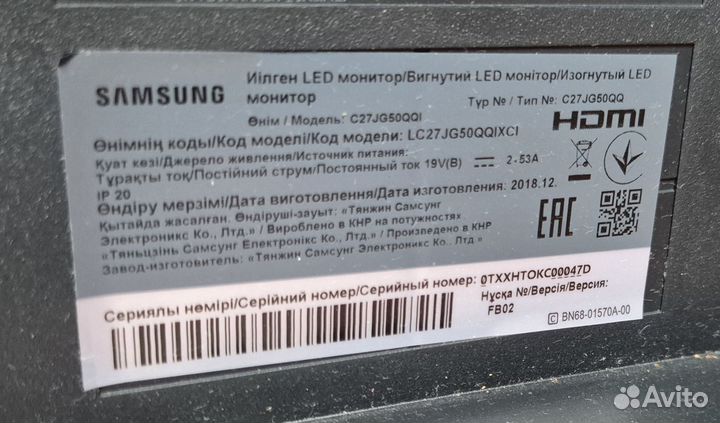 SAMSUNG
Иілген LED монитор/Вигнутий LED монітор/Изогнутый LED
монитор
Түр № / Тип №: C27JG50QQ
Өнім / Модель: C27JG50QQI
HDMI
Өнімнің коды/Код моделі/Код модели: LC27JG50QQIXCI
Қуат көзі/Джерело живлення/Источник питания:
Тұрақты ток/Постійний струм/Постоянный ток 19V(В) 2.53A
IP 20
Өндіру мерзімі/Дата виготовлення/Дата изготовления: 2018.12.
Қытайда жасалған. Өндіруші-зауыт: «Тянжин Самсунг
Электроникс Ко., Лтд.» / Вироблено в КНР на потужностях
«Тяньцзінь Самсунг Електронікс Ко., Лтд.» / Произведено в КНР
Завод-изготовитель: «Тянжин Самсунг Электроникс Ко., Лтд.»
EAC
Сериялы нөмірі/Серійний номер/Серийный номер: 0TXXHTOKC00047D
Нұсқа №/Версія/Версия:
FB02
© BN68-01570A-00
Avito